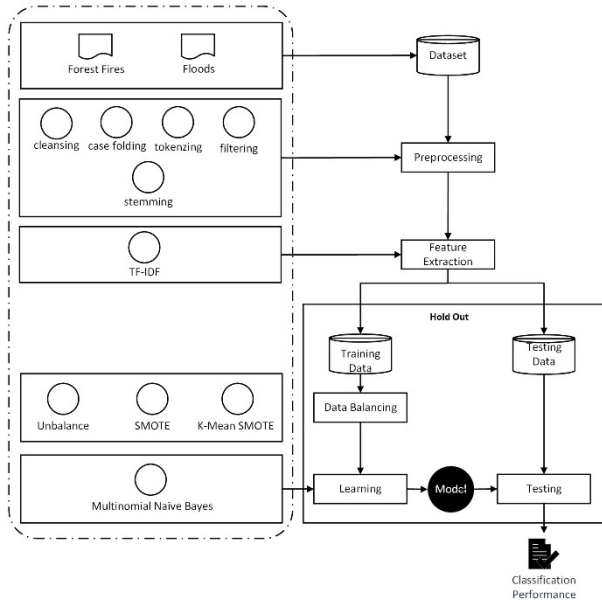 Forest Fires
Floods
Dataset
cleansing
case folding
tokenzing
filtering
stemming
Preprocessing
TF-IDF
Feature
Extraction
Hold Out
Training
Data
Testing
Data
Unbalance
SMOTE
K-Mean SMOTE
Data Balancing
Multinomial Naïve Bayes
Learning
Model
Testing
Classification
Performance